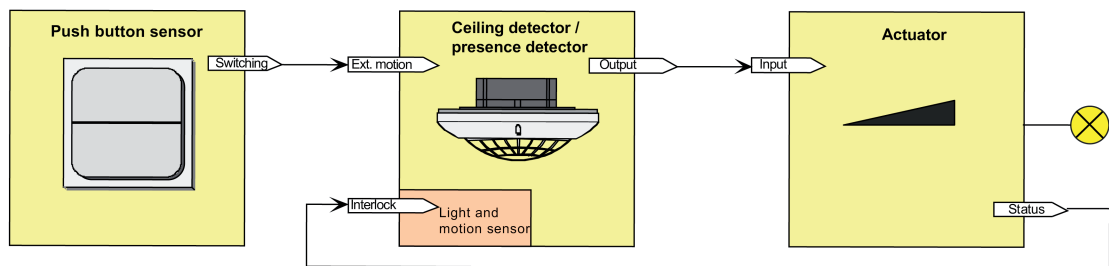 Push button sensor
Switching
Ext. motion
Ceiling detector /
presence detector
Output
Input
Actuator
Interlock
Light and
motion sensor
Status